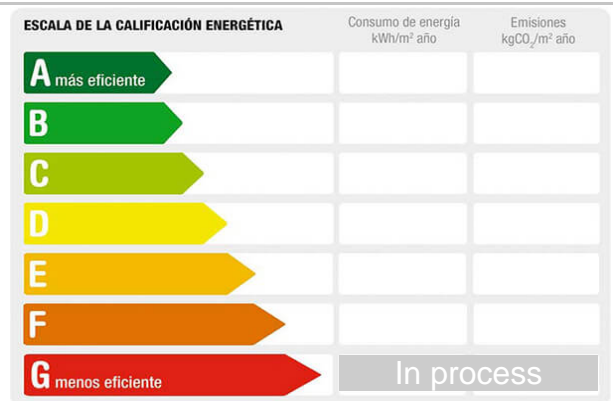 ESCALA DE LA CALIFICACIÓN ENERGÉTICA
Consumo de energía
kWh/m² año
Emisiones
kgCO₂/m² año
A más eficiente
B
C
D
E
F
G menos eficiente
In process